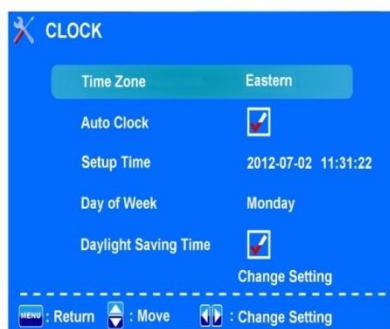 CLOCK
Time Zone Eastern
Auto Clock
Setup Time 2012-07-02 11:31:22
Day of Week Monday
Daylight Saving Time
Change Setting
MENU : Return : Move : Change Setting